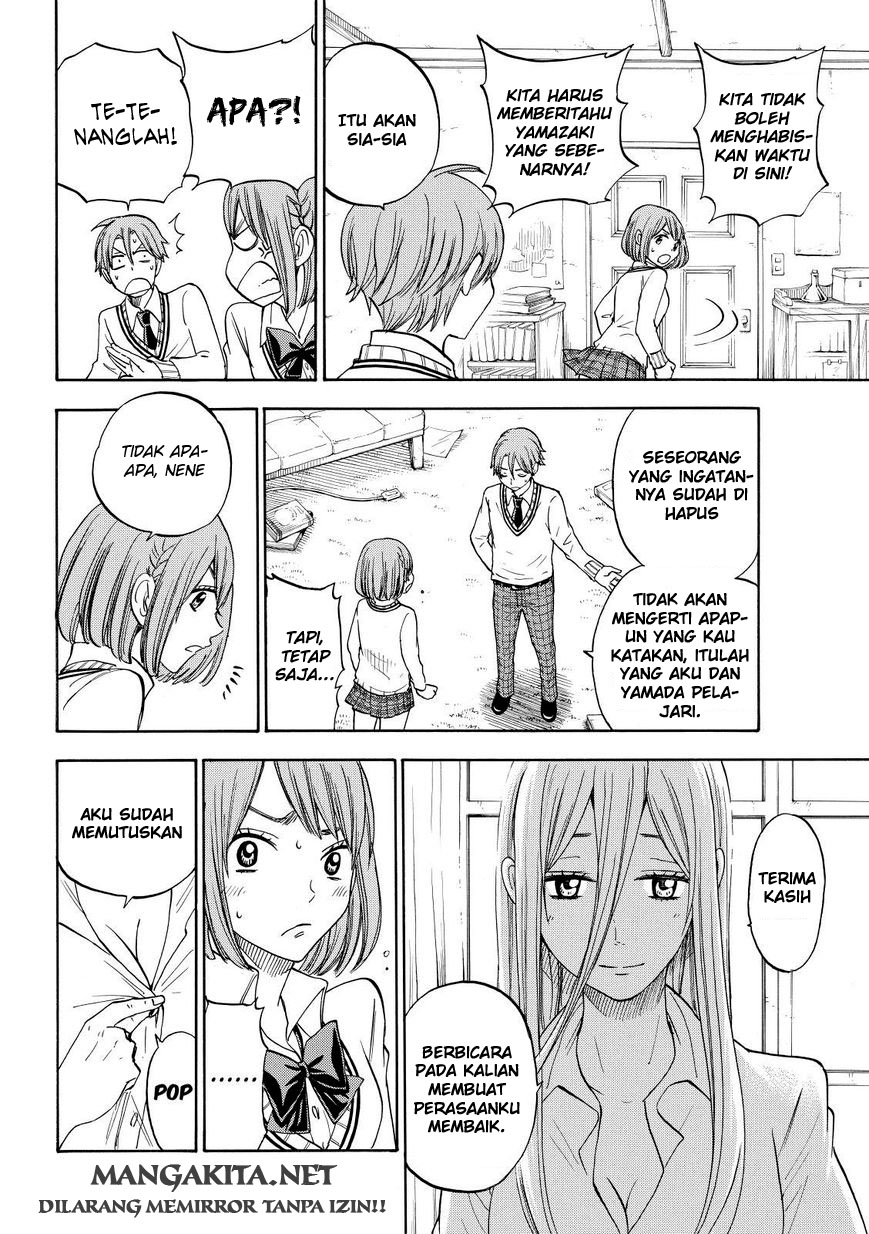 KITA TIDAK
BOLEH
MENGHABIS-
KAN WAKTU
DI SINI!
KITA HARUS
MEMBERITAHU
YAMAZAKI
YANG SEBE-
NARNYA!
ITU AKAN
SIA-SIA
APA?!
TE-TE-
NANGLAH!
SESEORANG
YANG INGATAN-
NYA SUDAH DI
HAPUS
TIDAK AKAN
MENGERTI APAP-
UN YANG KAU
KATAKAN, ITULAH
YANG AKU DAN
YAMADA PELA-
JARI.
TAPI,
TETAP
SAJA...
TIDAK APA-
APA, NENE
TERIMA
KASIH
BERBICARA
PADA KALIAN
MEMBUAT
PERASAANKU
MEMBAIK.
.......
AKU SUDAH
MEMUTUSKAN
POP
MANGAKITA.NET
DILARANG MEMIRROR TANPA IZIN!!